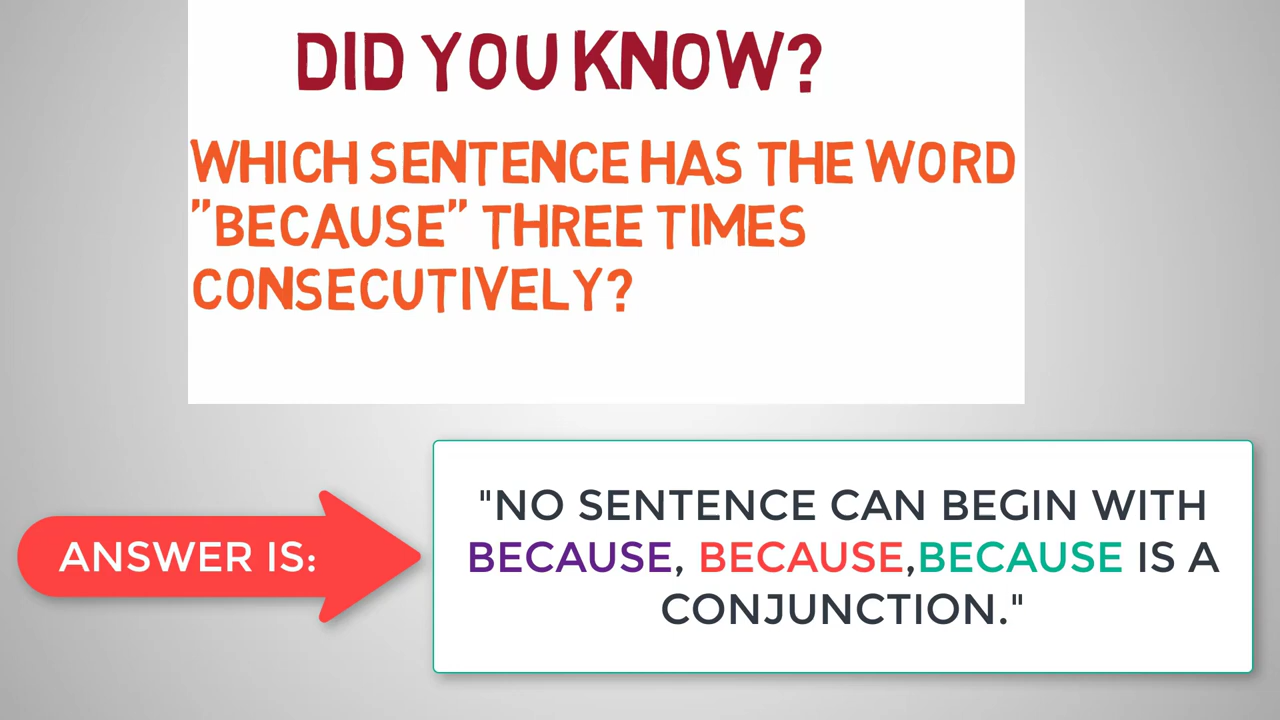 DID YOU KNOW?
WHICH SENTENCE HAS THE WORD
"BECAUSE" THREE TIMES
CONSECUTIVELY?
ANSWER IS:
"NO SENTENCE CAN BEGIN WITH
BECAUSE, BECAUSE,BECAUSE IS A
CONJUNCTION."